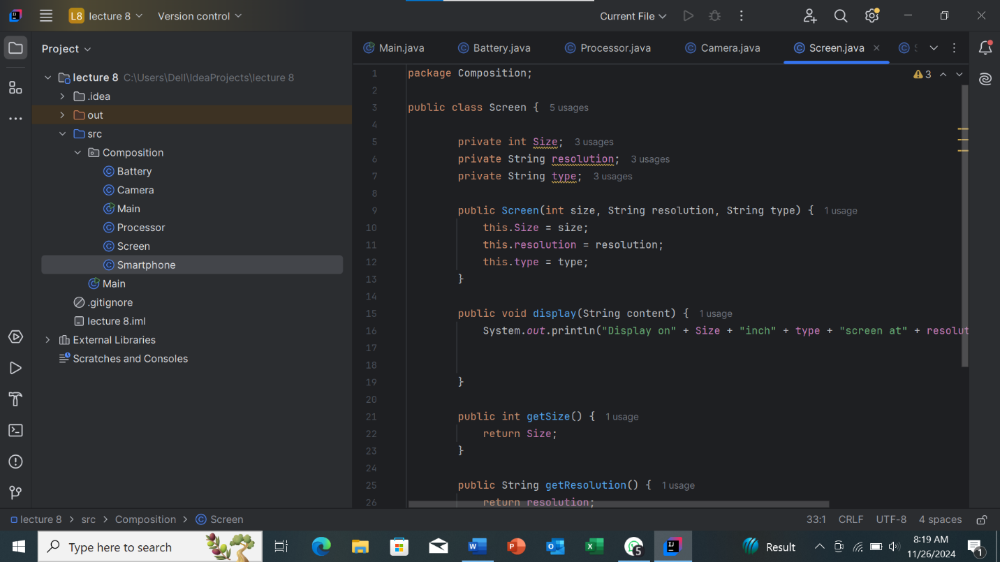 L8 lecture 8 Version control Current File
Project
Main.java Battery.java Processor.java Camera.java Screen.java
lecture 8 C:\Users\Dell\IdeaProjects\lecture 8
.idea
out
src
Composition
Battery
Camera
Main
Processor
Screen
Smartphone
Main
.gitignore
lecture 8.iml
External Libraries
Scratches and Consoles
3
1 package Composition;
2
3 public class Screen { 5 usages
4
5 private int Size; 3 usages
6 private String resolution; 3 usages
7 private String type; 3 usages
8
9 public Screen(int size, String resolution, String type) { 1 usage
10 this.Size = size;
11 this.resolution = resolution;
12 this.type = type;
13 }
14
15 public void display(String content) { 1 usage
16 System.out.println("Display on" + Size + "inch" + type + "screen at" + resolut
17
18
19 }
20
21 public int getSize() { 1 usage
22 return Size;
23 }
24
25 public String getResolution() { 1 usage
26 return resolution;
lecture 8 > src > Composition > Screen
33:1 CRLF UTF-8 4 spaces
Type here to search
5
Result
8:19 AM
11/26/2024
1